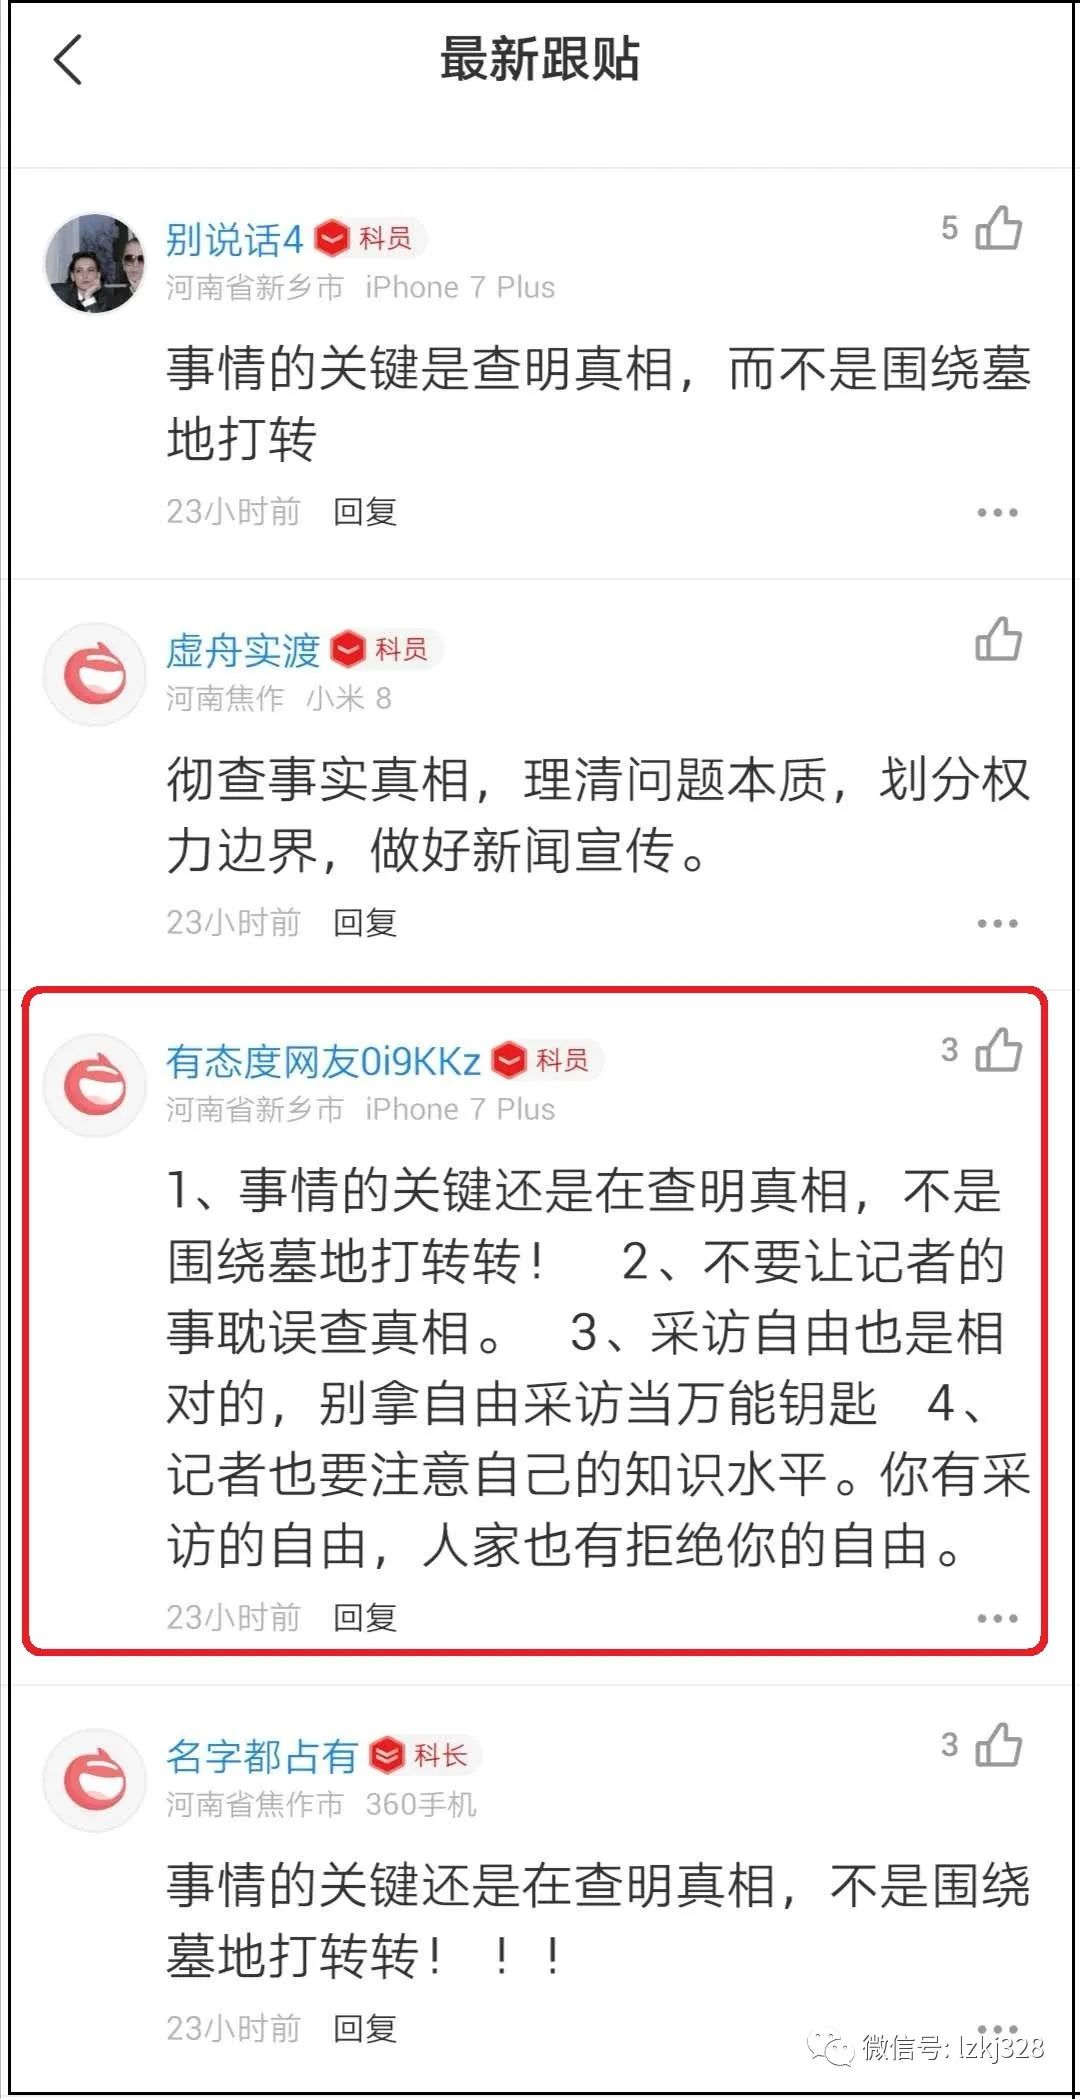 最新跟贴
别说话4 科员
5
河南省新乡市 iPhone 7 Plus
事情的关键是查明真相，而不是围绕墓
地打转
23小时前 回复
虚舟实渡 科员
河南焦作 小米 8
彻查事实真相，理清问题本质，划分权
力边界，做好新闻宣传。
23小时前 回复
有态度网友0i9KKz 科员
3
河南省新乡市 iPhone 7 Plus
1、事情的关键还是在查明真相，不是
围绕墓地打转转！ 2、不要让记者的
事耽误查真相。 3、采访自由也是相
对的，别拿自由采访当万能钥匙 4、
记者也要注意自己的知识水平。你有采
访的自由，人家也有拒绝你的自由。
23小时前 回复
名字都占有 科长
3
河南省焦作市 360手机
事情的关键还是在查明真相，不是围绕
墓地打转转！！！
23小时前 回复
微信号: lzkj328